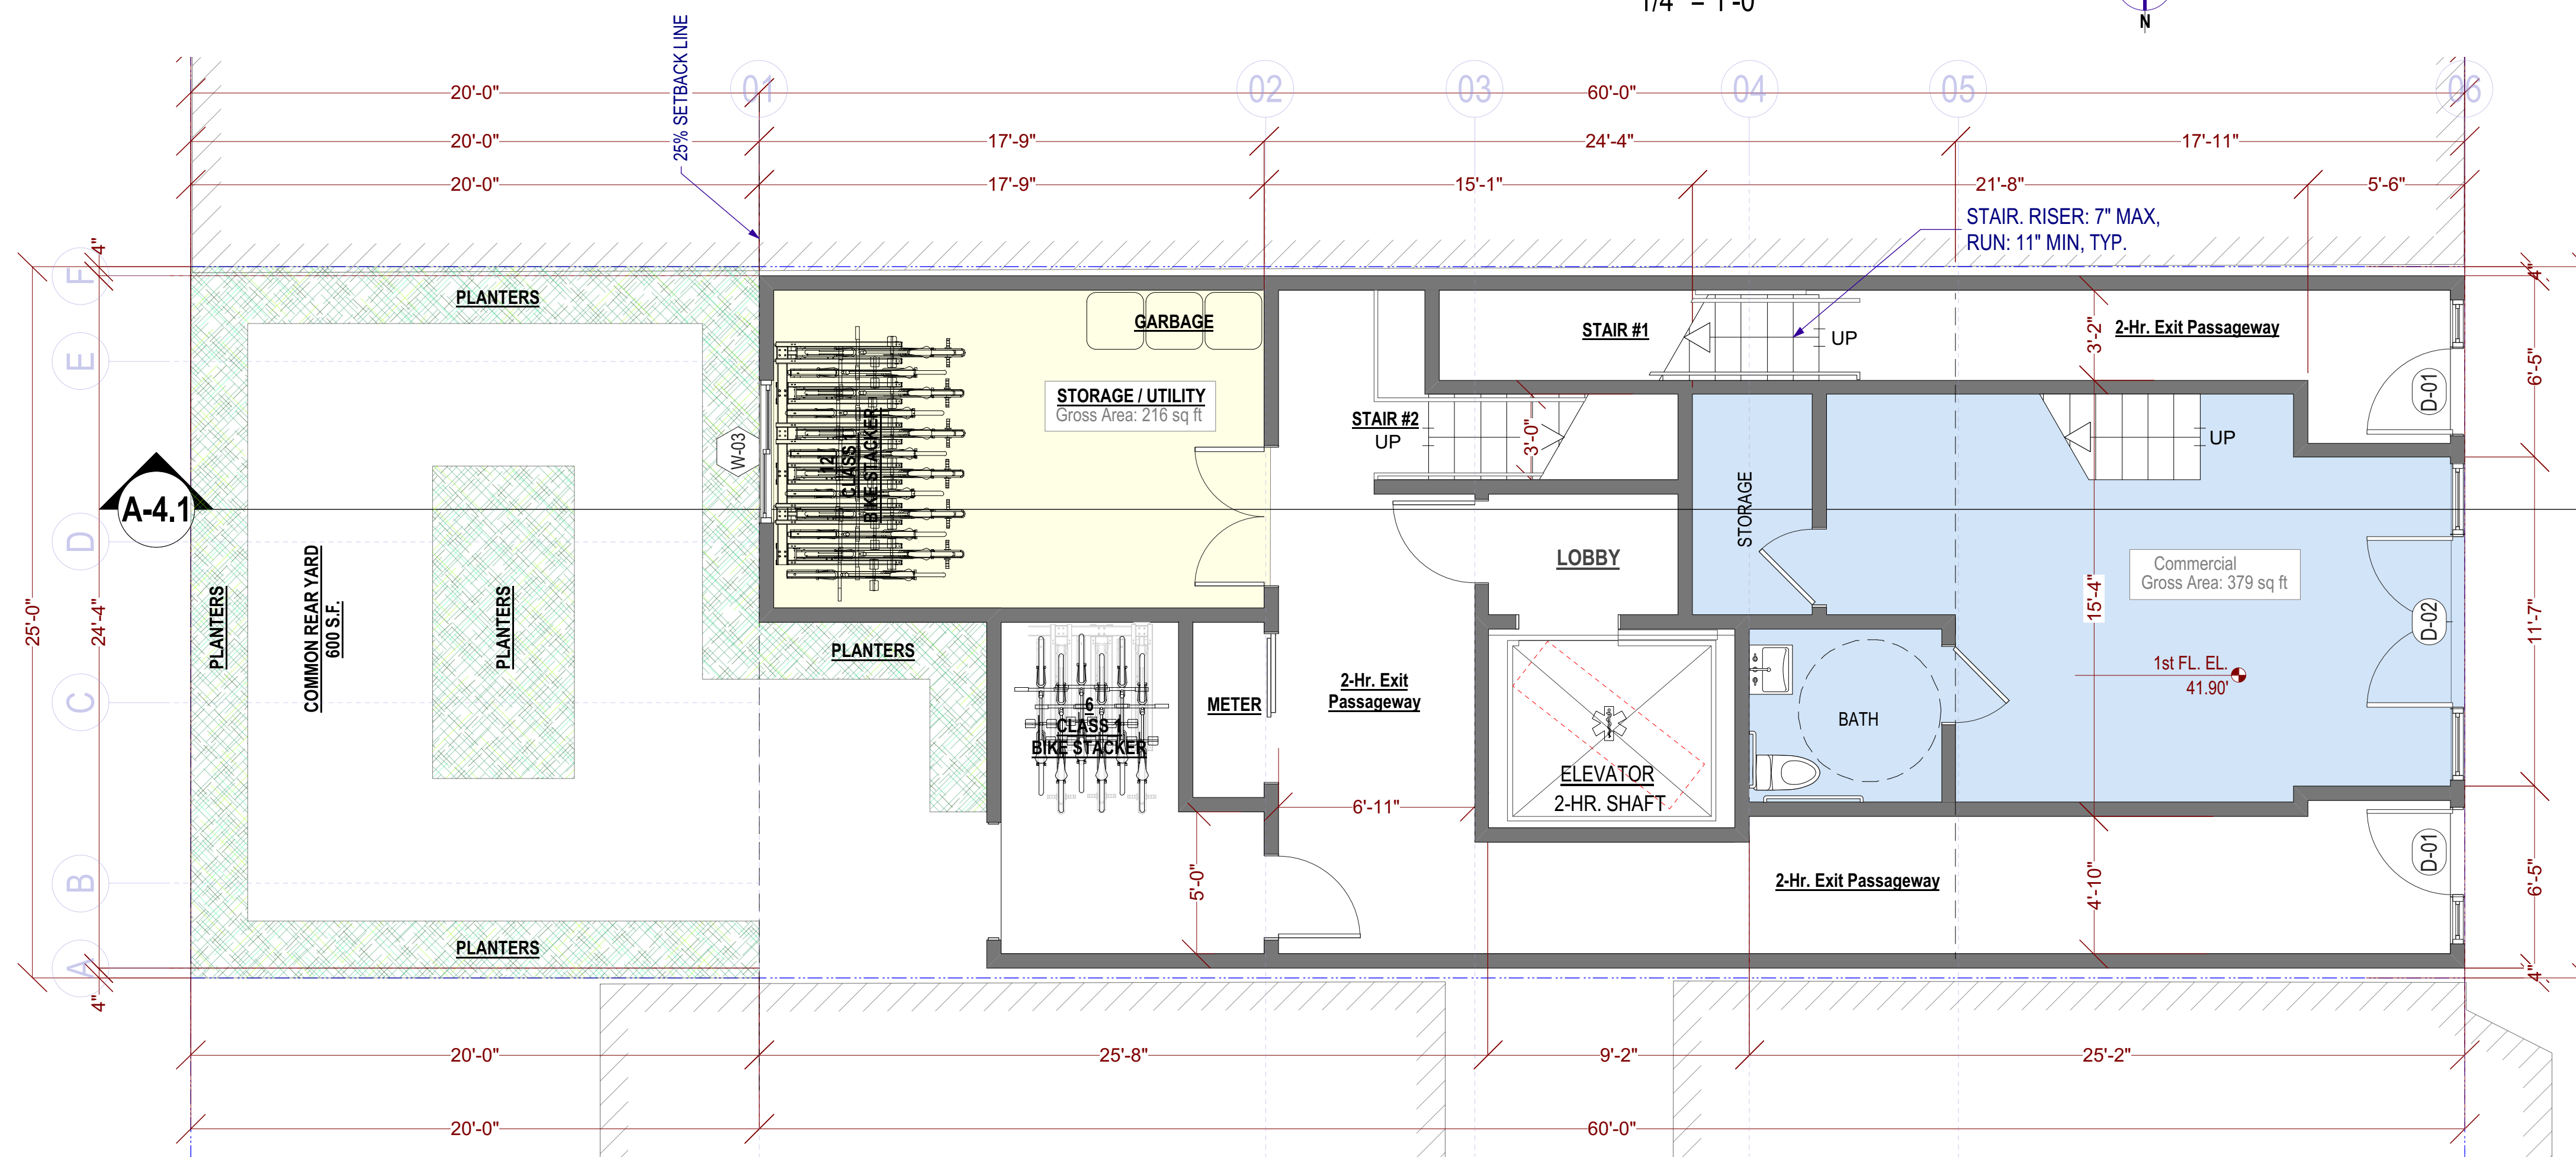 1/4" = 1'-0"
N
25% SETBACK LINE
01
02
03
04
05
06
20'-0"
60'-0"
20'-0"
17'-9"
24'-4"
17'-11"
20'-0"
17'-9"
15'-1"
21'-8"
5'-6"
STAIR. RISER: 7" MAX,
RUN: 11" MIN, TYP.
4"
F
E
D
C
B
A
25'-0"
24'-4"
4"
A-4.1
PLANTERS
PLANTERS
COMMON REAR YARD
600 S.F.
PLANTERS
PLANTERS
PLANTERS
W-03
GARBAGE
STORAGE / UTILITY
Gross Area: 216 sq ft
12
CLASS 1
BIKE STACKER
6
CLASS 1
BIKE STACKER
METER
STAIR #1
UP
STAIR #2
UP
3'-0"
2-Hr. Exit Passageway
3'-2"
D-01
STORAGE
UP
LOBBY
Commercial
Gross Area: 379 sq ft
15'-4"
D-02
1st FL. EL.
41.90'
2-Hr. Exit
Passageway
BATH
ELEVATOR
2-HR. SHAFT
6'-11"
5'-0"
2-Hr. Exit Passageway
4'-10"
D-01
4"
6'-5"
11'-7"
6'-5"
4"
20'-0"
25'-8"
9'-2"
25'-2"
20'-0"
60'-0"